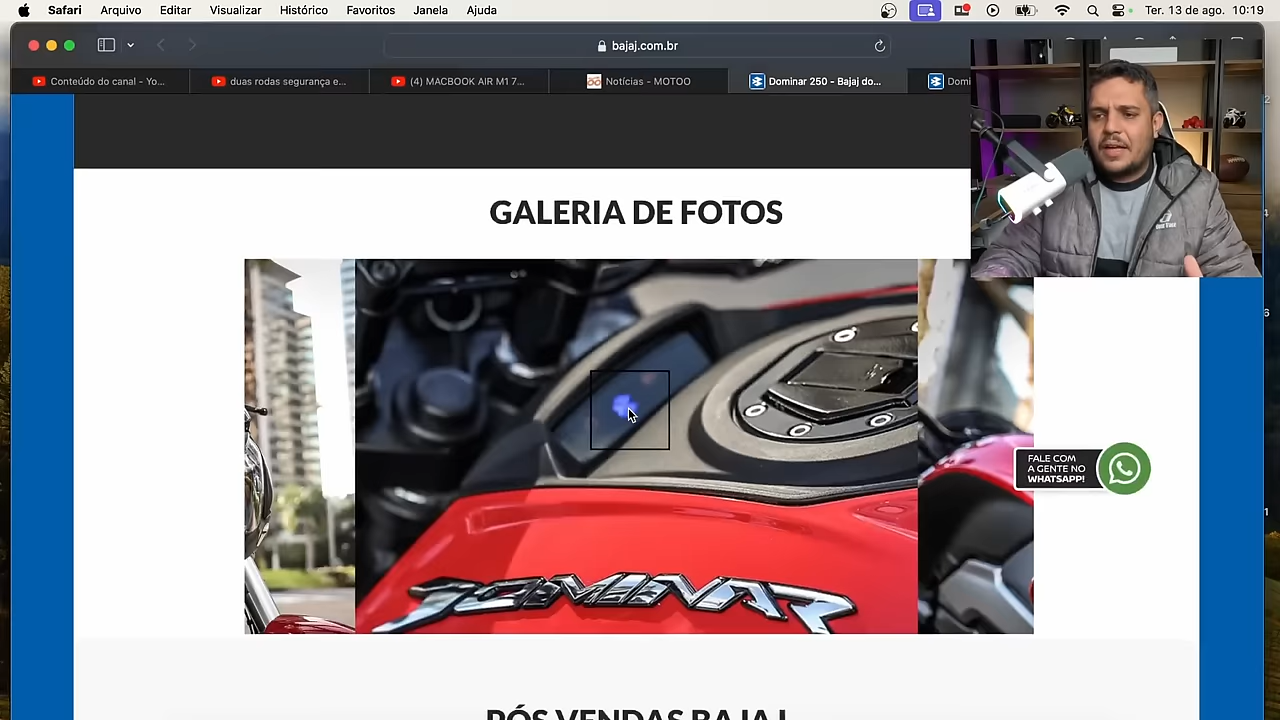 Safari Arquivo Editar Visualizar Histórico Favoritos Janela Ajuda Ter. 13 de ago. 10:19
bajaj.com.br
Conteúdo do canal - Yo...
duas rodas segurança e...
(4) MACBOOK AIR M1 7...
Notícias - MOTOO
Dominar 250 - Bajaj do...
Domi
GALERIA DE FOTOS
DOMINAR
FALE COM
A GENTE NO
WHATSAPP!
PÓS VENDAS BAJAJ